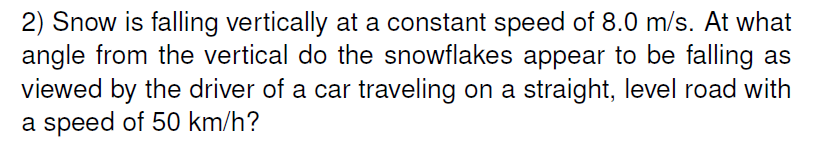 2) Snow is falling vertically at a constant speed of 8.0 m/s. At what
angle from the vertical do the snowflakes appear to be falling as
viewed by the driver of a car traveling on a straight, level road with
a speed of 50 km/h?